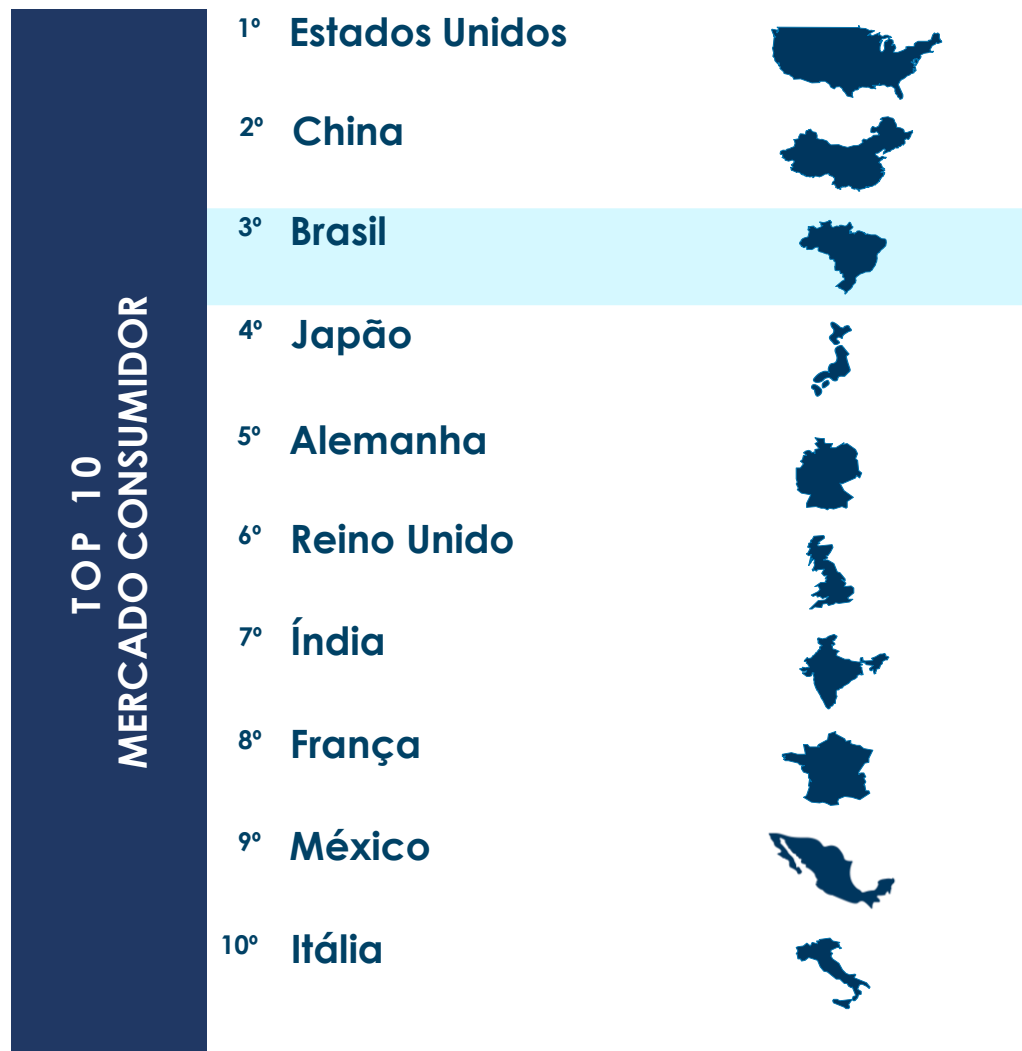 TOP 10
MERCADO CONSUMIDOR
1º Estados Unidos
2º China
3º Brasil
4º Japão
5º Alemanha
6º Reino Unido
7º Índia
8º França
9º México
10º Itália